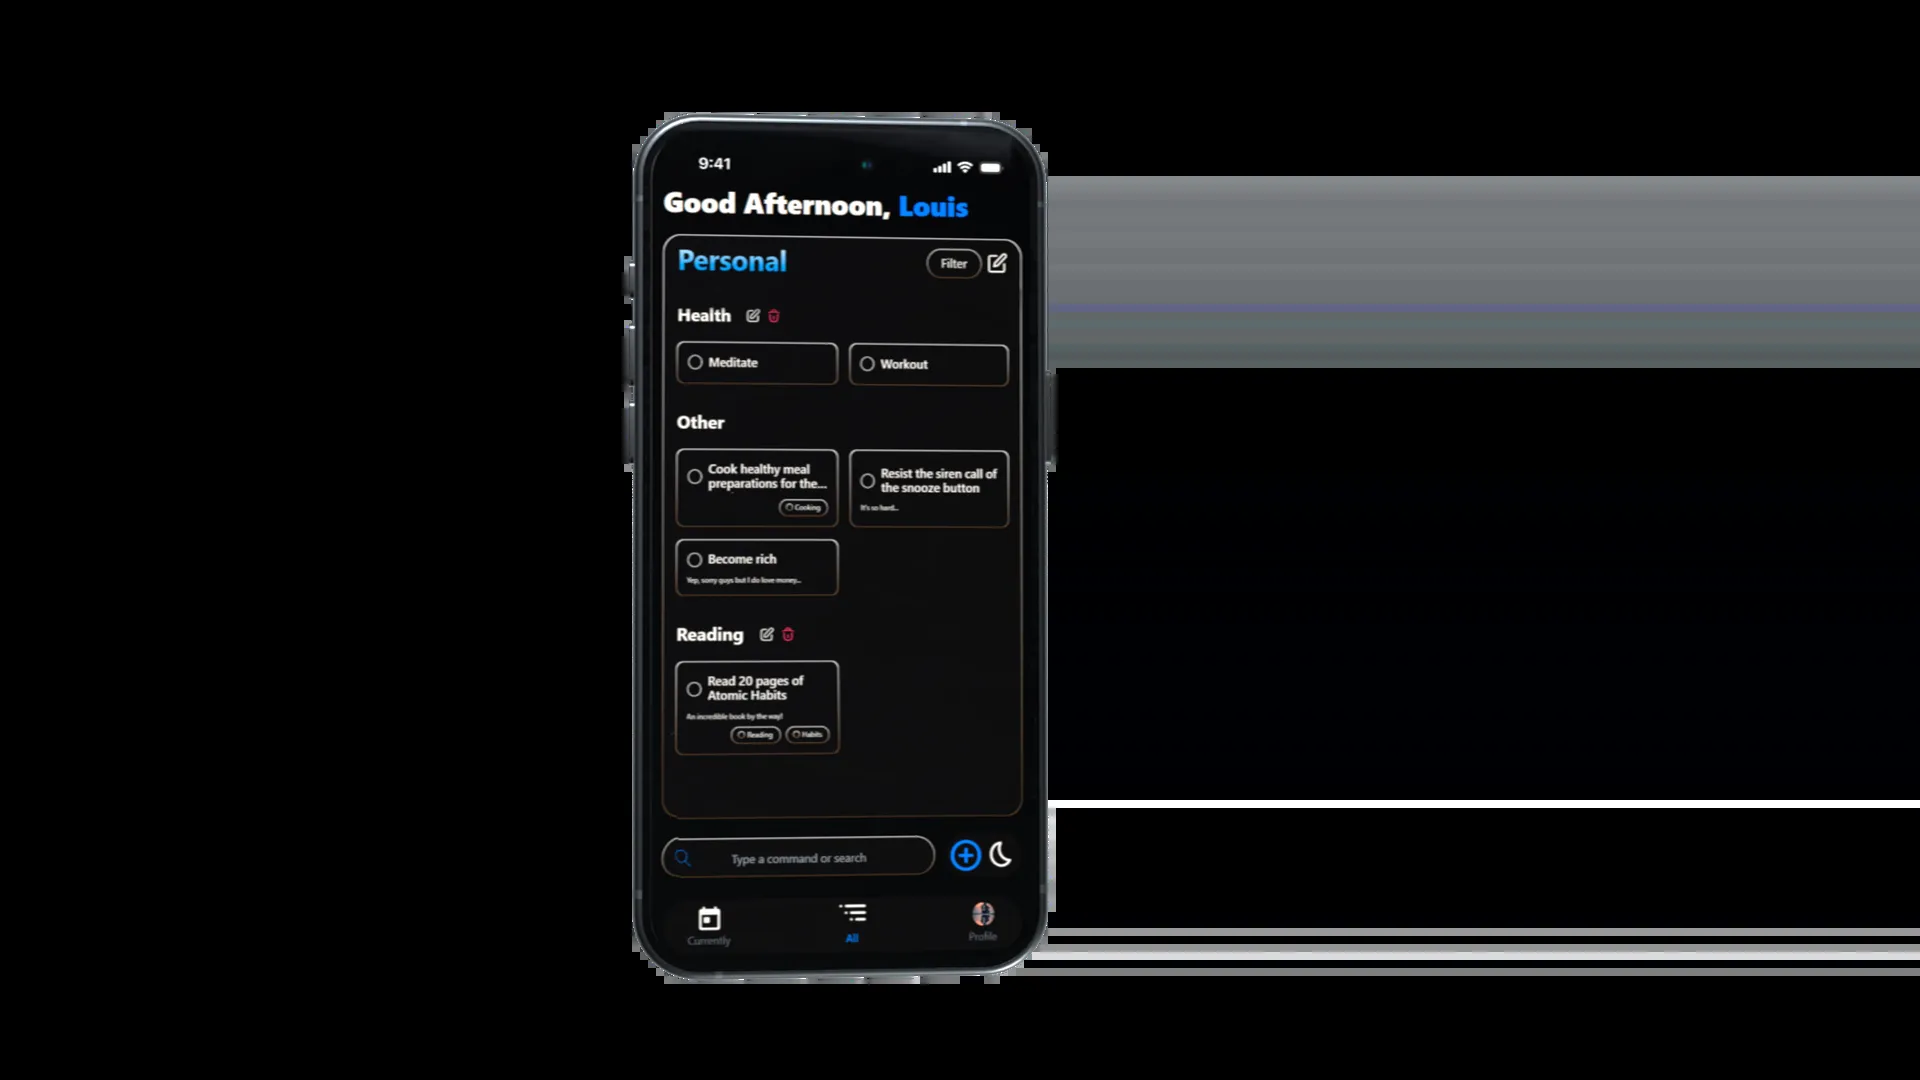 9:41
Good Afternoon, Louis
Personal
Filter
Health
Meditate
Workout
Other
Cook healthy meal
preparations for the...
Cooking
Resist the siren call of
the snooze button
It's so hard...
Become rich
Yep, sorry guys but I do love money...
Reading
Read 20 pages of
Atomic Habits
An incredible book by the way!
Reading
Habits
Type a command or search
Currently
All
Profile